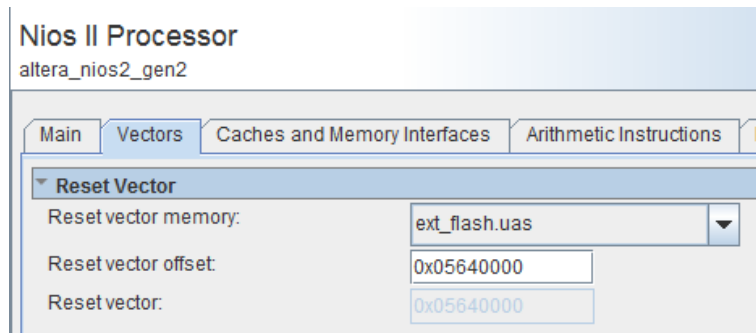 Nios II Processor
altera_nios2_gen2
Main Vectors Caches and Memory Interfaces Arithmetic Instructions
Reset Vector
Reset vector memory: ext_flash.uas
Reset vector offset: 0x05640000
Reset vector: 0x05640000